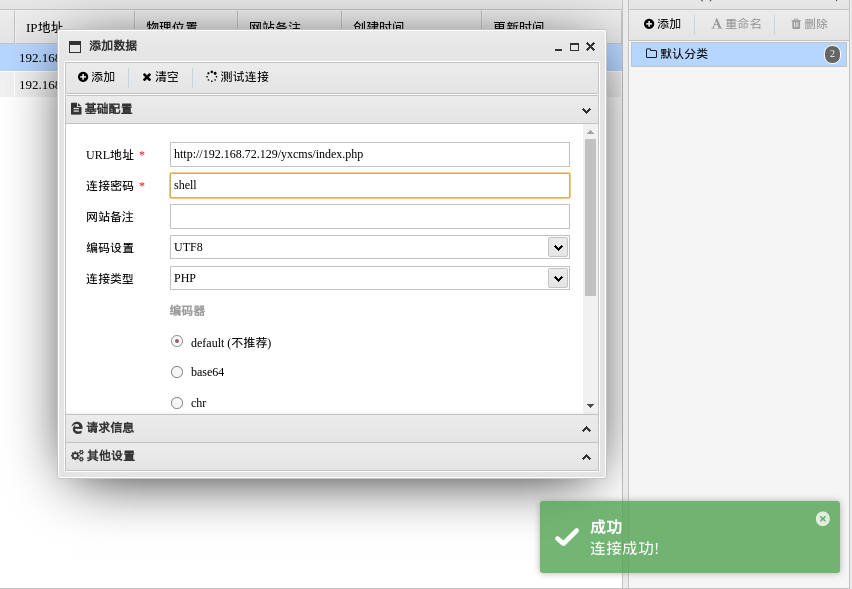 IP地址 物理位置 网站备注 创建时间 更新时间
添加 重命名 删除
默认分类 2
192.168
192.168
添加数据
添加 清空 测试连接
基础配置
URL地址 * http://192.168.72.129/yxcms/index.php
连接密码 * shell
网站备注
编码设置 UTF8
连接类型 PHP
编码器
default (不推荐)
base64
chr
请求信息
其他设置
成功
连接成功!